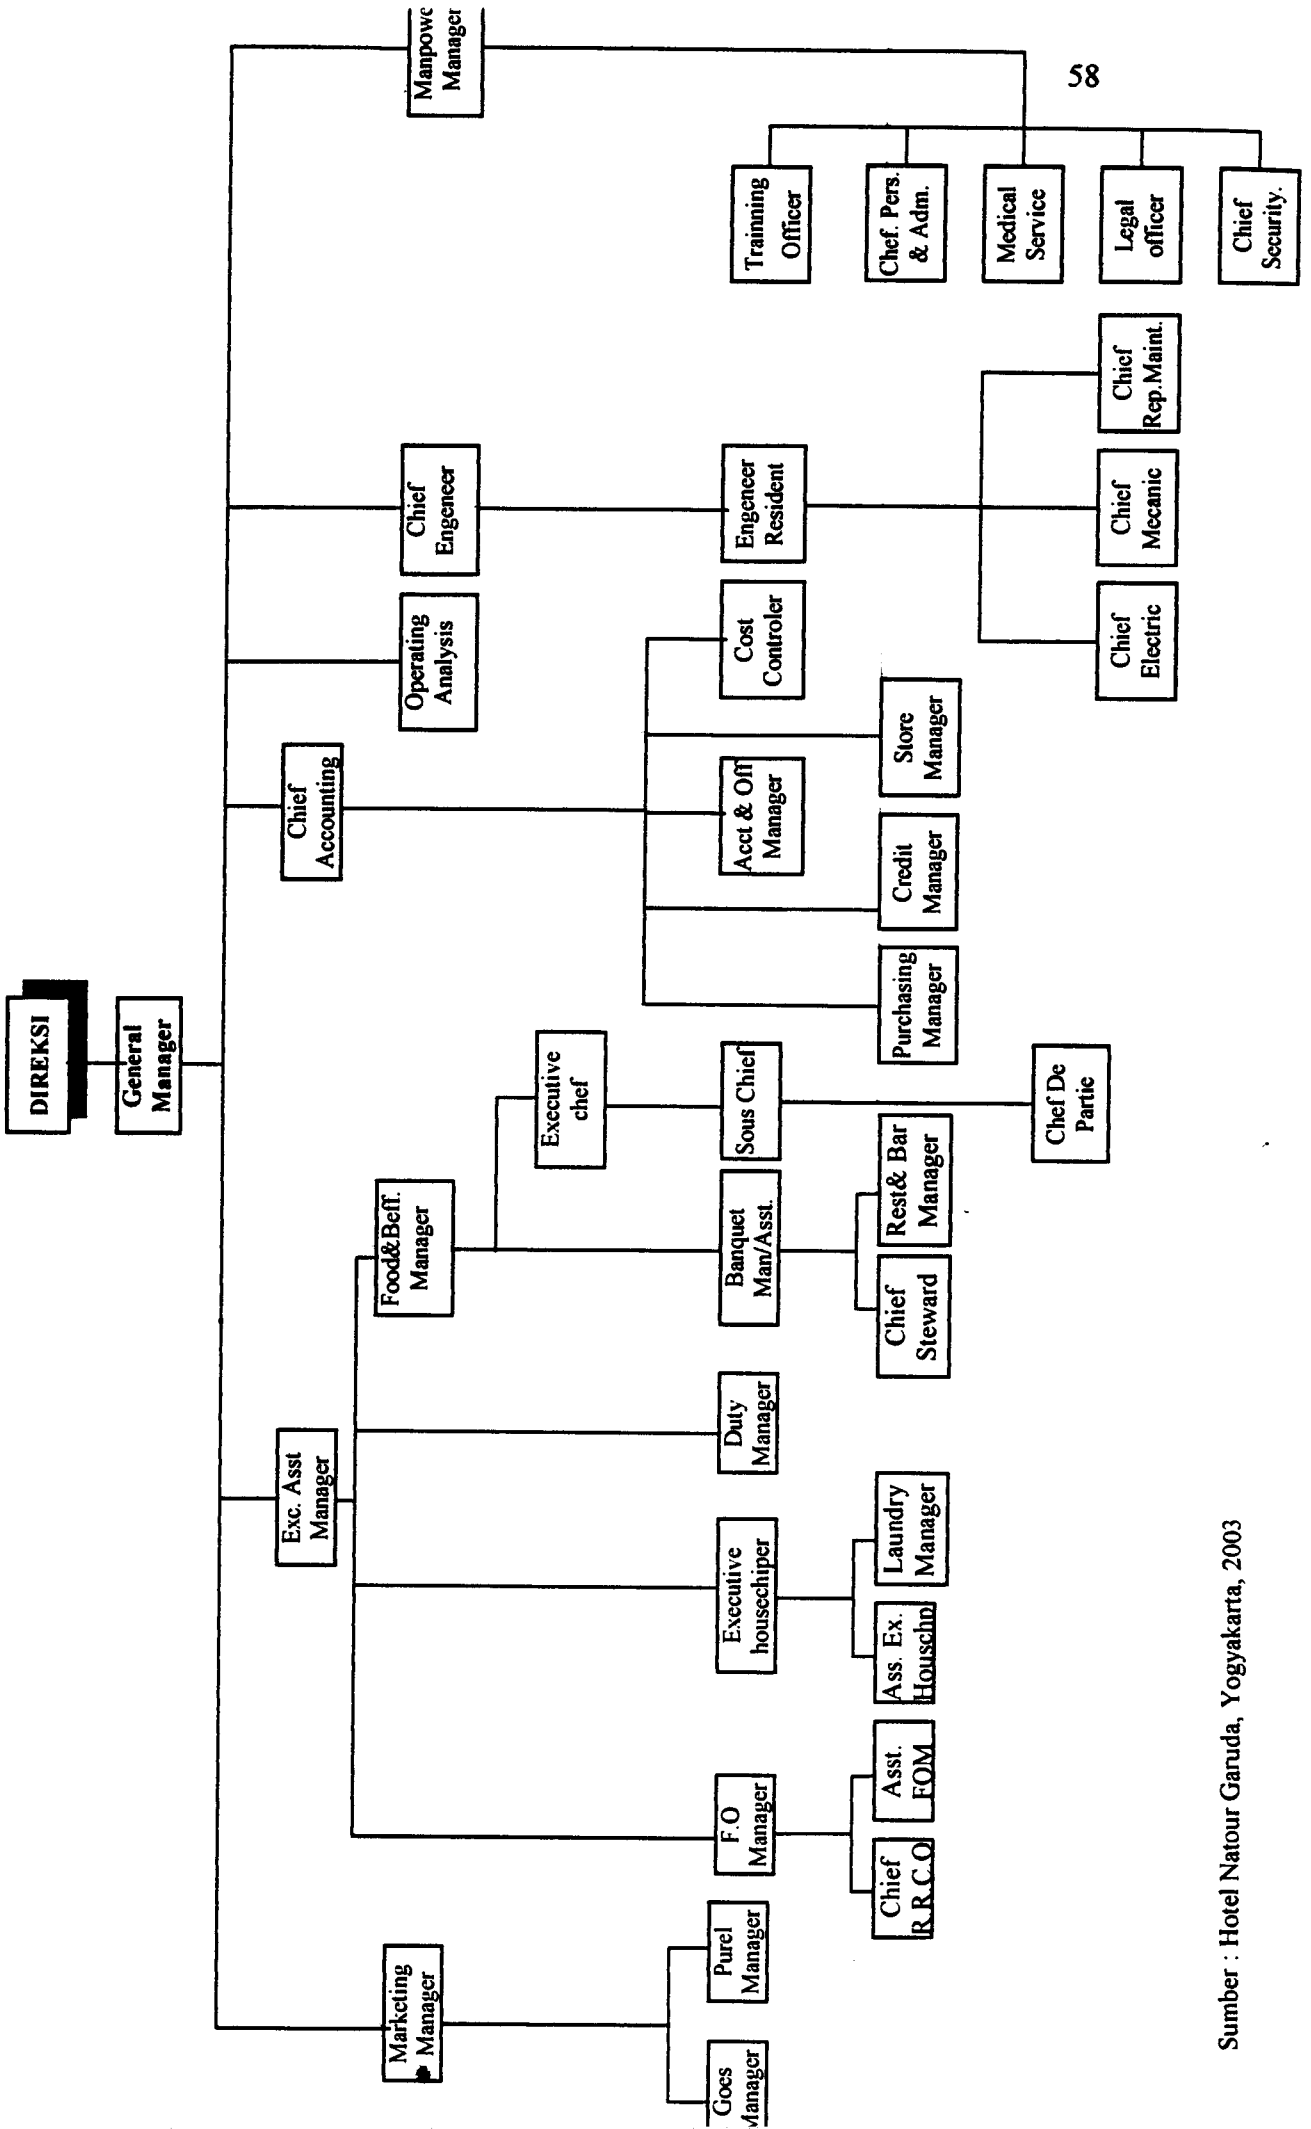 DIREKSI
General
Manager
Marketing
Manager
Exc. Asst
Manager
Chief
Accounting
Operating
Analysis
Chief
Engeneer
Manpowe
Manager
Food&Beff.
Manager
Executive
chef
Goes
Manager
Purel
Manager
F.O
Manager
Executive
housechiper
Duty
Manager
Banquet
Man/Asst.
Sous Chief
Acct & Off
Manager
Cost
Controler
Engeneer
Resident
Trainning
Officer
Chef. Pers.
& Adm.
Medical
Service
Legal
officer
Chief
Security.
Chief
R.R.C.O
Asst.
FOM
Ass. Ex.
Houschp
Laundry
Manager
Chief
Steward
Rest& Bar
Manager
Purchasing
Manager
Credit
Manager
Store
Manager
Chef De
Partie
Chief
Electric
Chief
Mecanic
Chief
Rep.Maint.
Sumber : Hotel Natour Garuda, Yogyakarta, 2003
58